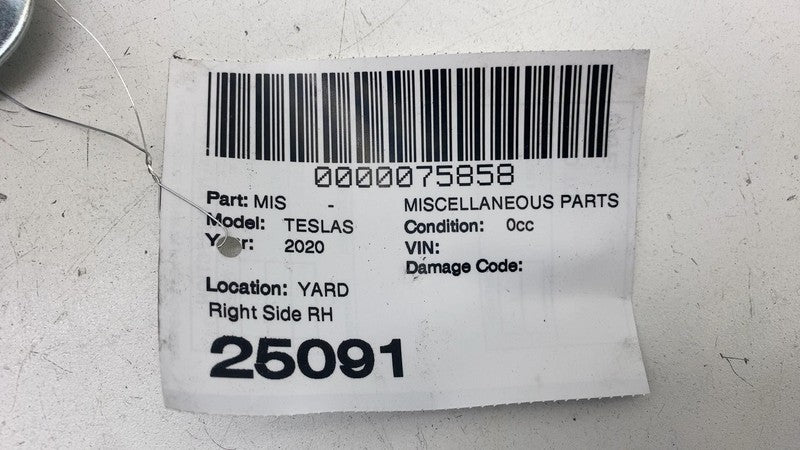 0000075858
Part: MIS - MISCELLANEOUS PARTS
Model: TESLAS Condition: 0cc
Year: 2020 VIN:
Damage Code:
Location: YARD
Right Side RH
25091